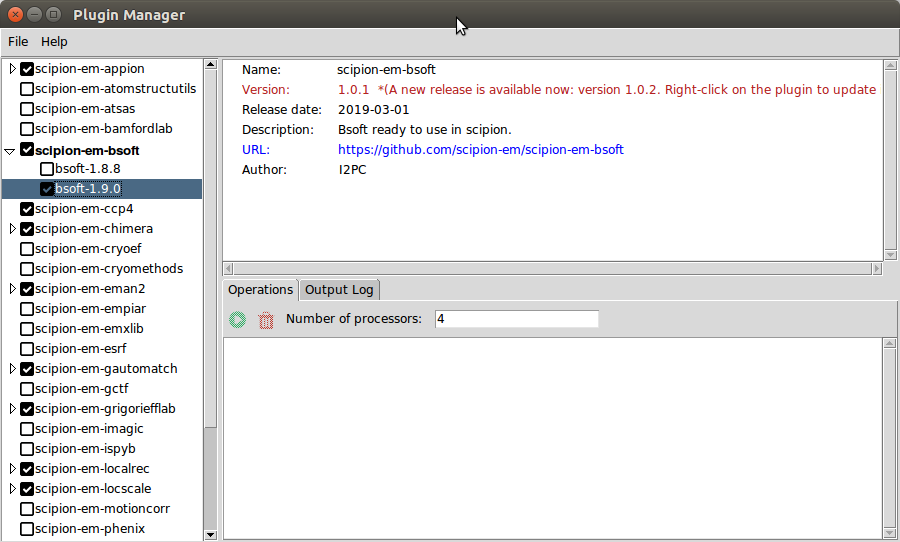 Plugin Manager
File Help
scipion-em-appion
scipion-em-atomstructutils
scipion-em-atsas
scipion-em-bamfordlab
scipion-em-bsoft
bsoft-1.8.8
bsoft-1.9.0
scipion-em-ccp4
scipion-em-chimera
scipion-em-cryoef
scipion-em-cryomethods
scipion-em-eman2
scipion-em-empiar
scipion-em-emxlib
scipion-em-esrf
scipion-em-gautomatch
scipion-em-gctf
scipion-em-grigoriefflab
scipion-em-imagic
scipion-em-ispyb
scipion-em-localrec
scipion-em-locscale
scipion-em-motioncorr
scipion-em-phenix
Name: scipion-em-bsoft
Version: 1.0.1 *(A new release is available now: version 1.0.2. Right-click on the plugin to update
Release date: 2019-03-01
Description: Bsoft ready to use in scipion.
URL: https://github.com/scipion-em/scipion-em-bsoft
Author: I2PC
Operations Output Log
Number of processors: 4